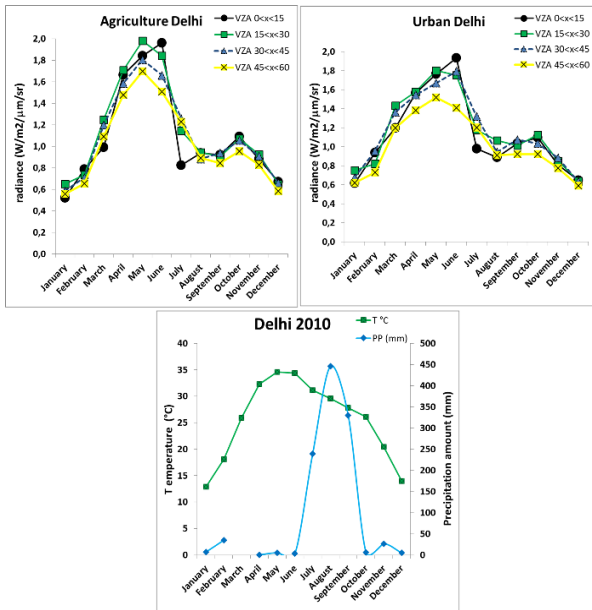 Agriculture Delhi
VZA 0<x<15
VZA 15<x<30
VZA 30<x<45
VZA 45<x<60
radiance (W/m2/μm/sr)
2,0
1,8
1,6
1,4
1,2
1,0
0,8
0,6
0,4
0,2
0,0
January
February
March
April
May
June
July
August
September
October
November
December
Urban Delhi
VZA 0<x<15
VZA 15<x<30
VZA 30<x<45
VZA 45<x<60
radiance (W/m2/μm/sr)
2,0
1,8
1,6
1,4
1,2
1,0
0,8
0,6
0,4
0,2
0,0
January
February
March
April
May
June
July
August
September
October
November
December
Delhi 2010
T °C
PP (mm)
T emperature (°C)
40
35
30
25
20
15
10
5
0
500
450
400
350
300
250
200
150
100
50
0
Precipitation amount (mm)
January
February
March
April
May
June
July
August
September
October
November
December